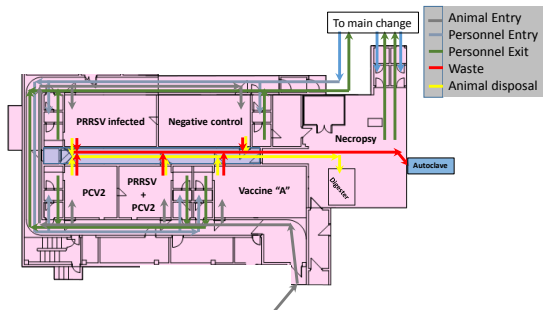 To main change
Animal Entry
Personnel Entry
Personnel Exit
Waste
Animal disposal
PRRSV infected
Negative control
Necropsy
Autoclave
Digester
PCV2
PRRSV
+
PCV2
Vaccine “A”